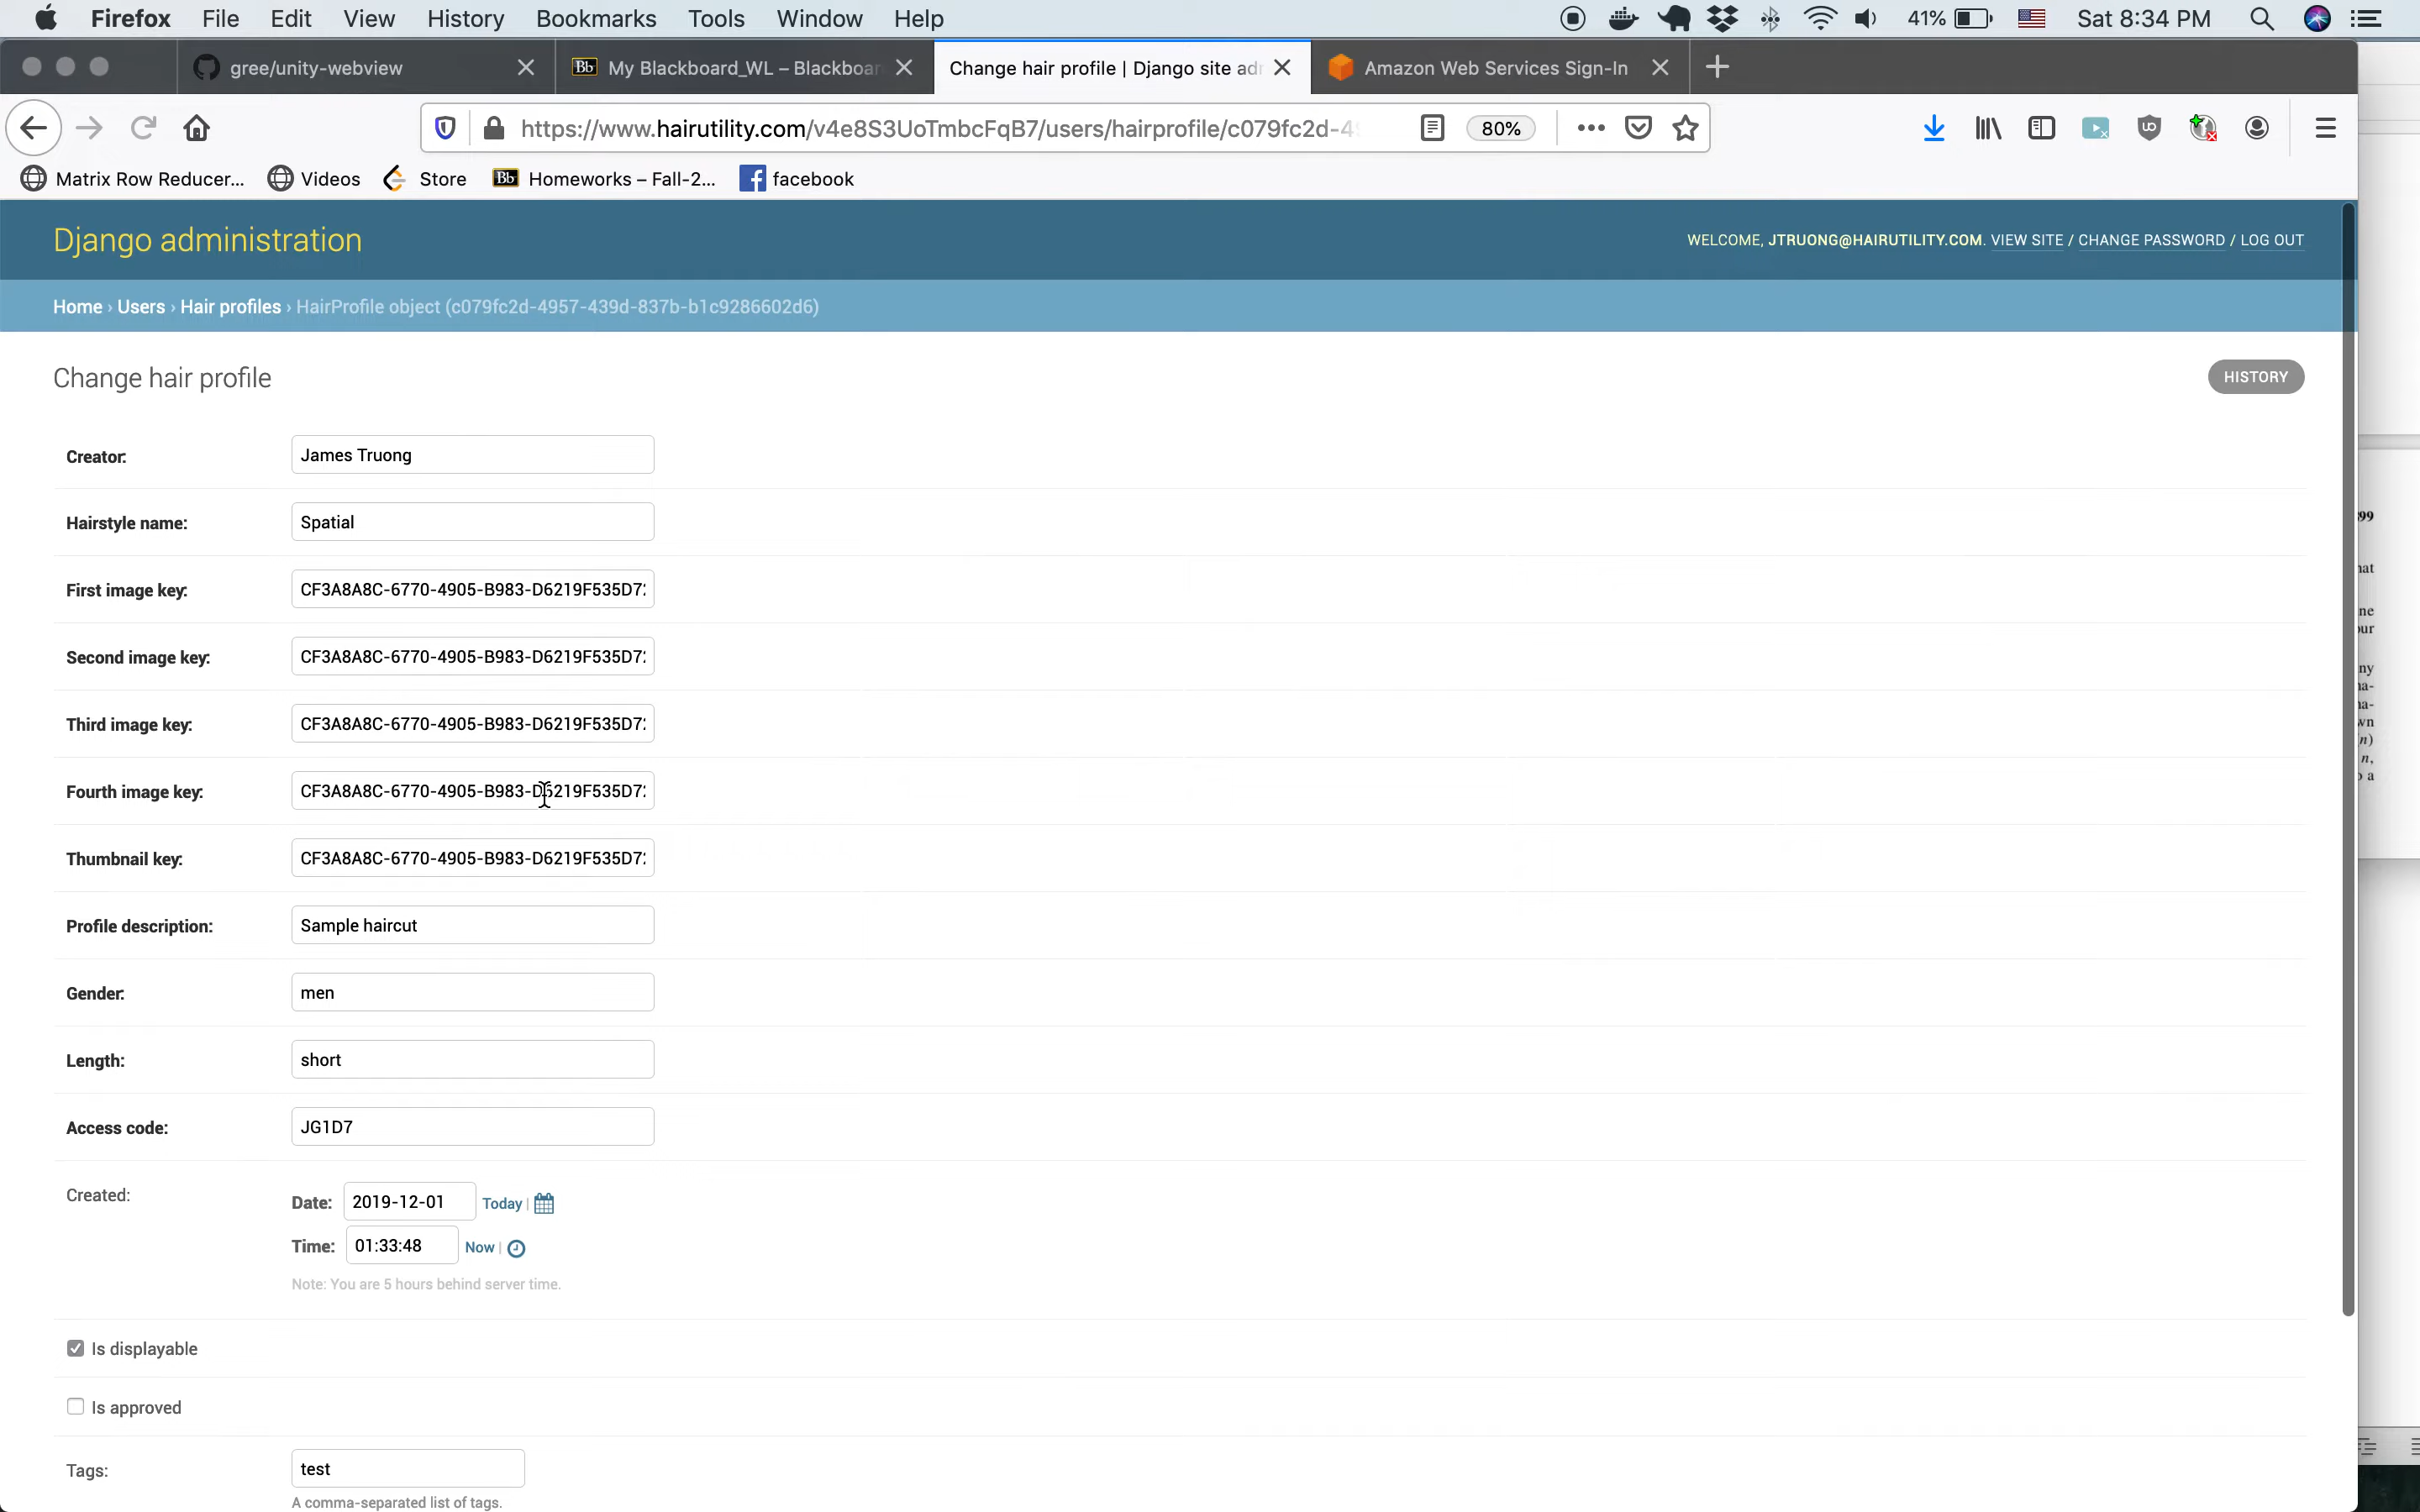 Firefox File Edit View History Bookmarks Tools Window Help 41% Sat 8:34 PM
gree/unity-webview My Blackboard_WL – Blackboar Change hair profile | Django site ad Amazon Web Services Sign-In
https://www.hairutility.com/v4e8S3UoTmbcFqB7/users/hairprofile/c079fc2d-4 80%
Matrix Row Reducer... Videos Store Bb Homeworks – Fall-2... facebook
Django administration
WELCOME, JTRUONG@HAIRUTILITY.COM. VIEW SITE / CHANGE PASSWORD / LOG OUT
Home › Users › Hair profiles › HairProfile object (c079fc2d-4957-439d-837b-b1c9286602d6)
Change hair profile
HISTORY
Creator: James Truong
Hairstyle name: Spatial
First image key: CF3A8A8C-6770-4905-B983-D6219F535D7
Second image key: CF3A8A8C-6770-4905-B983-D6219F535D7
Third image key: CF3A8A8C-6770-4905-B983-D6219F535D7
Fourth image key: CF3A8A8C-6770-4905-B983-D6219F535D7
Thumbnail key: CF3A8A8C-6770-4905-B983-D6219F535D7
Profile description: Sample haircut
Gender: men
Length: short
Access code: JG1D7
Created: Date: 2019-12-01 Today |
Time: 01:33:48 Now |
Note: You are 5 hours behind server time.
Is displayable
Is approved
Tags: test
A comma-separated list of tags.